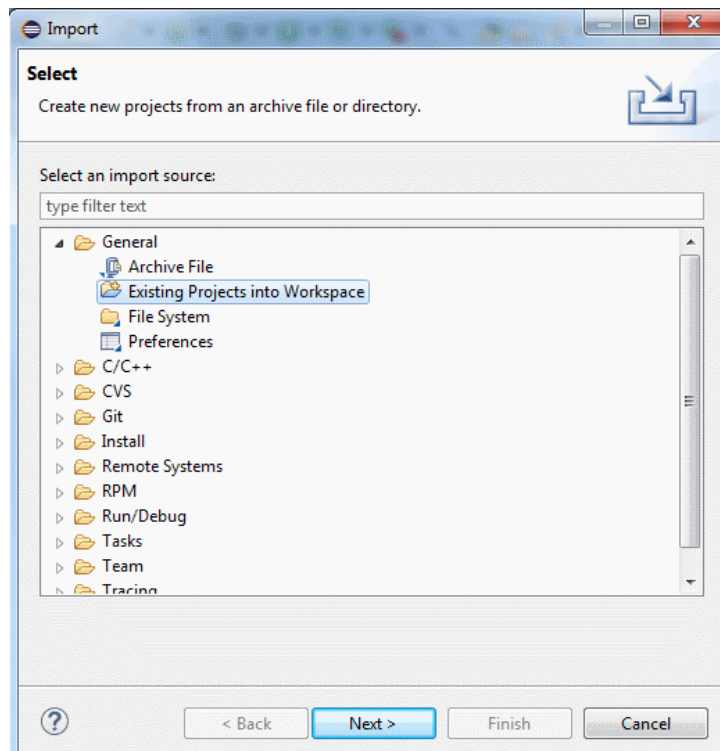 Import
Select
Create new projects from an archive file or directory.
Select an import source:
type filter text
General
Archive File
Existing Projects into Workspace
File System
Preferences
C/C++
CVS
Git
Install
Remote Systems
RPM
Run/Debug
Tasks
Team
Tracing
?
< Back
Next >
Finish
Cancel